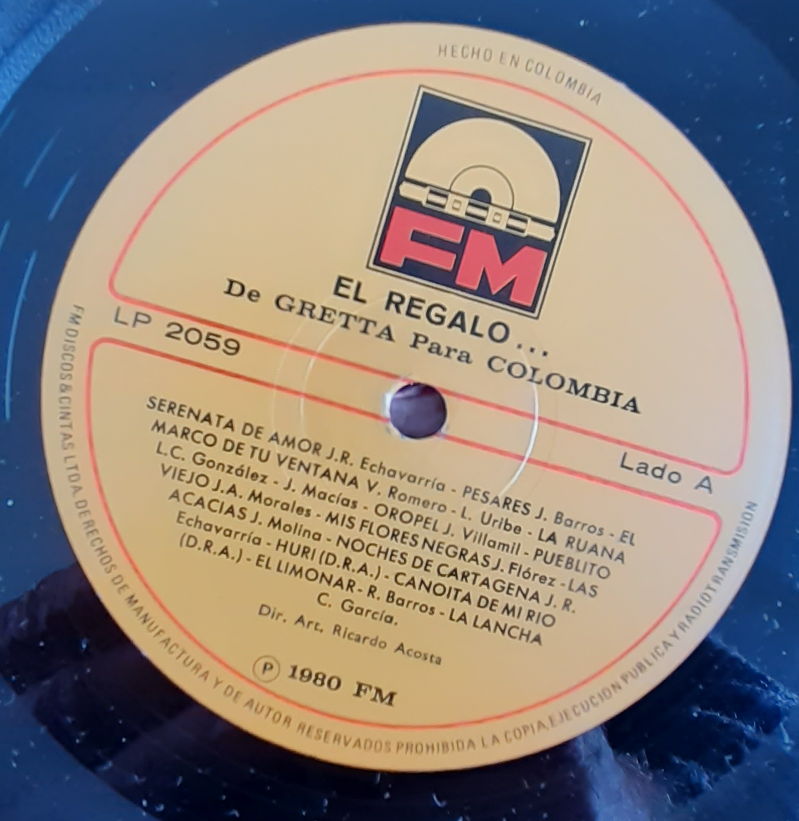 HECHO EN COLOMBIA
FM
EL REGALO...
De GRETTA Para COLOMBIA
LP 2059
Lado A
SERENATA DE AMOR J.R. Echavarría - PESARES J. Barros - EL
MARCO DE TU VENTANA V. Romero - L. Uribe - LA RUANA
L.C. González - J. Macías - OROPEL J. Villamil - PUEBLITO
VIEJO J.A. Morales - MIS FLORES NEGRAS J. Flórez - LAS
ACACIAS J. Molina - NOCHES DE CARTAGENA J. R.
Echavarría - HURI (D.R.A.) - CANOITA DE MI RIO
(D.R.A.) - EL LIMONAR - R. Barros - LA LANCHA
C. García.
Dir. Art. Ricardo Acosta
Ⓟ 1980 FM
FM DISCOS & CINTAS LTDA. DERECHOS DE MANUFACTURA Y DE AUTOR RESERVADOS PROHIBIDA LA COPIA, EJECUCION PUBLICA Y RADIOTRANSMISION